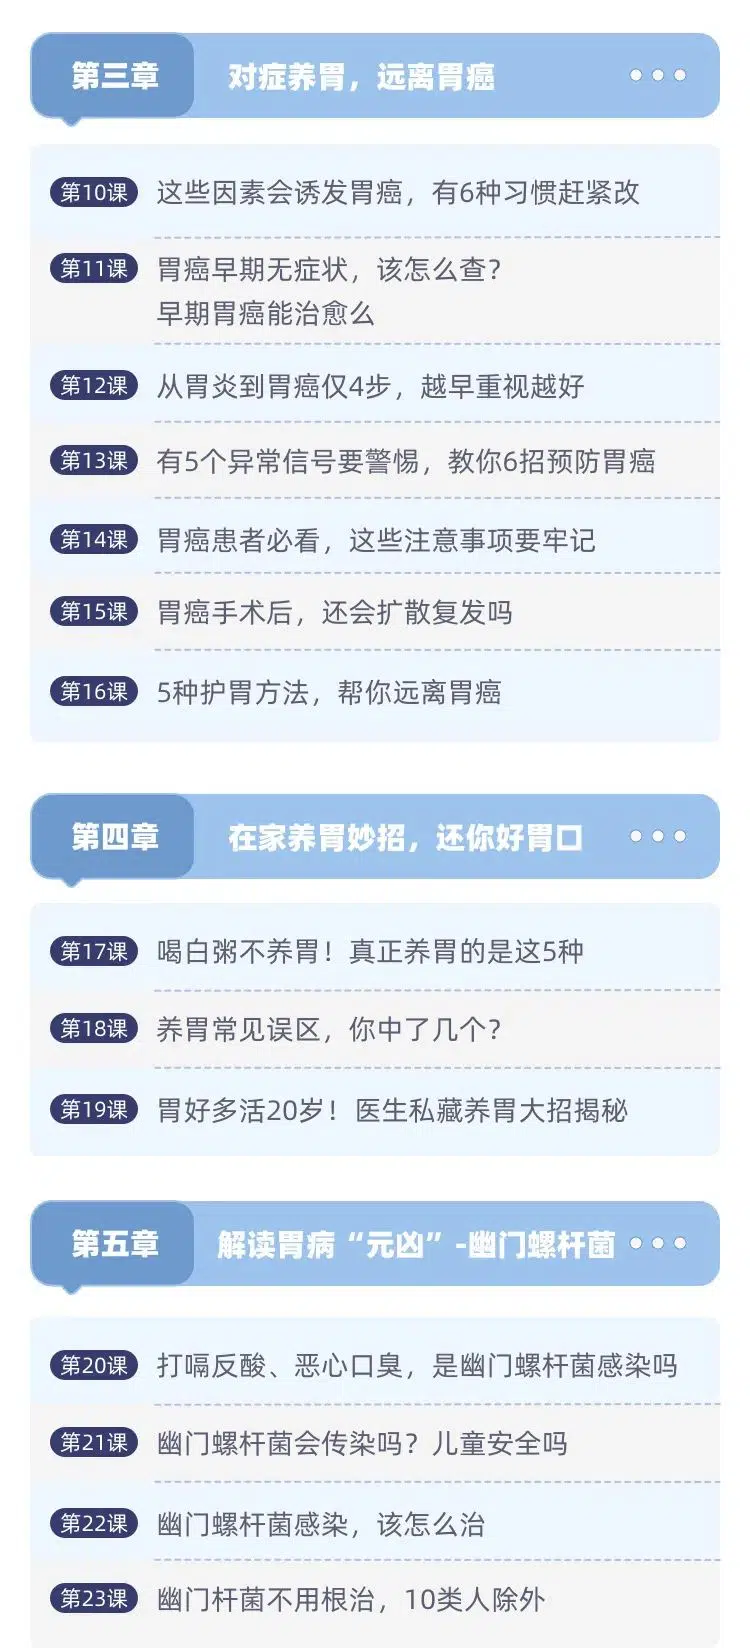 第三章
对症养胃，远离胃癌
第10课
这些因素会诱发胃癌，有6种习惯赶紧改
第11课
胃癌早期无症状，该怎么查？
早期胃癌能治愈么
第12课
从胃炎到胃癌仅4步，越早重视越好
第13课
有5个异常信号要警惕，教你6招预防胃癌
第14课
胃癌患者必看，这些注意事项要牢记
第15课
胃癌手术后，还会扩散复发吗
第16课
5种护胃方法，帮你远离胃癌
第四章
在家养胃妙招，还你好胃口
第17课
喝白粥不养胃！真正养胃的是这5种
第18课
养胃常见误区，你中了几个？
第19课
胃好多活20岁！医生私藏养胃大招揭秘
第五章
解读胃病“元凶”-幽门螺杆菌
第20课
打嗝反酸、恶心口臭，是幽门螺杆菌感染吗
第21课
幽门螺杆菌会传染吗？儿童安全吗
第22课
幽门螺杆菌感染，该怎么治
第23课
幽门杆菌不用根治，10类人除外